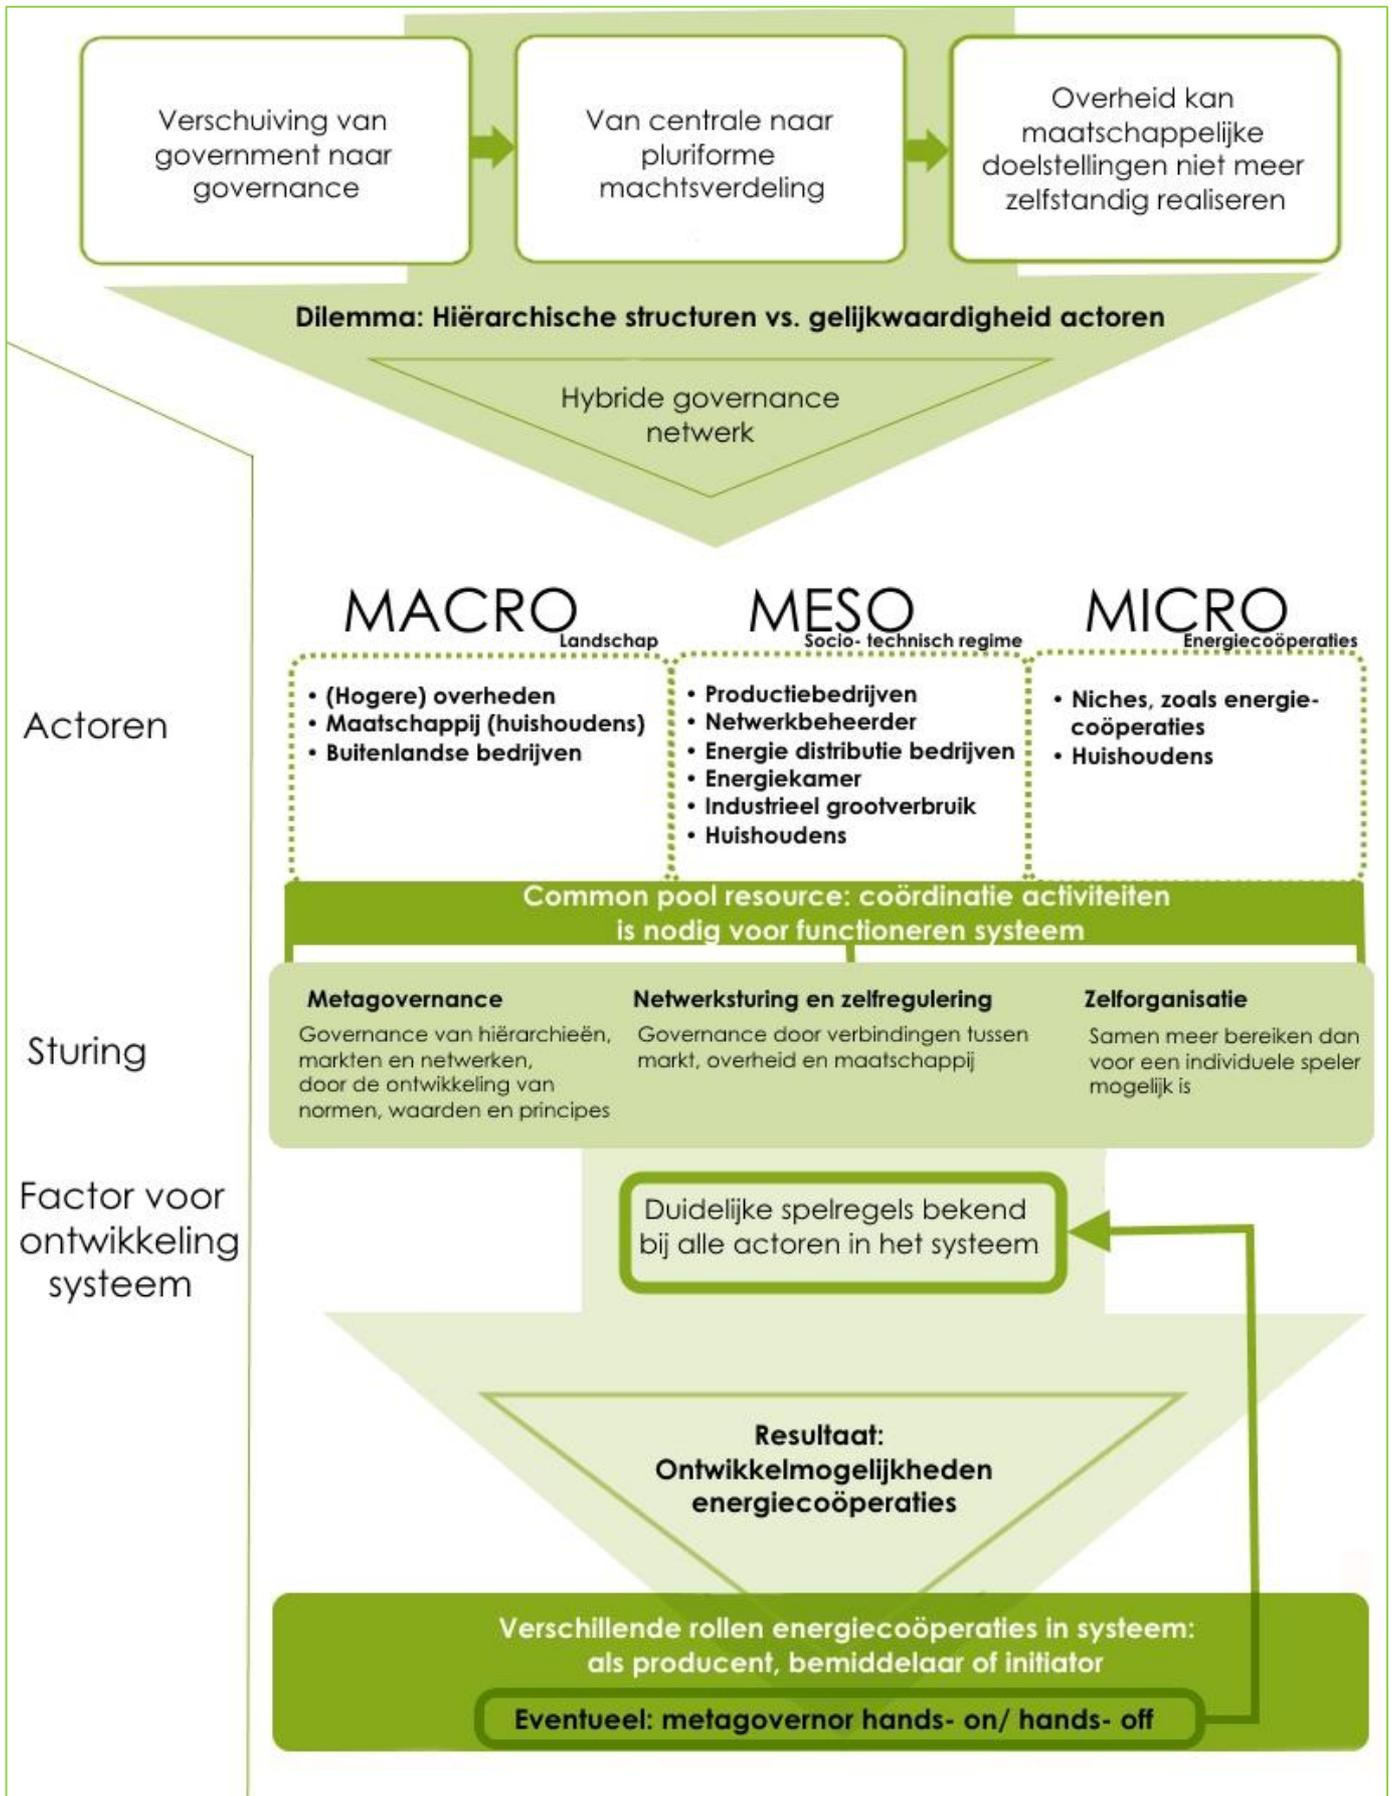 Verschuiving van
government naar
governance
Van centrale naar
pluriforme
machtsverdeling
Overheid kan
maatschappelijke
doelstellingen niet meer
zelfstandig realiseren
Dilemma: Hiërarchische structuren vs. gelijkwaardigheid actoren
Hybride governance
netwerk
MACRO
Landschap
MESO
Socio- technisch regime
MICRO
Energiecoöperaties
Actoren
• (Hogere) overheden
• Maatschappij (huishoudens)
• Buitenlandse bedrijven
• Productiebedrijven
• Netwerkbeheerder
• Energie distributie bedrijven
• Energiekamer
• Industrieel grootverbruik
• Huishoudens
• Niches, zoals energie-
coöperaties
• Huishoudens
Common pool resource: coördinatie activiteiten
is nodig voor functioneren systeem
Sturing
Metagovernance
Governance van hiërarchieën,
markten en netwerken,
door de ontwikkeling van
normen, waarden en principes
Netwerksturing en zelfregulering
Governance door verbindingen tussen
markt, overheid en maatschappij
Zelforganisatie
Samen meer bereiken dan
voor een individuele speler
mogelijk is
Factor voor
ontwikkeling
systeem
Duidelijke spelregels bekend
bij alle actoren in het systeem
Resultaat:
Ontwikkelmogelijkheden
energiecoöperaties
Verschillende rollen energiecoöperaties in systeem:
als producent, bemiddelaar of initiator
Eventueel: metagovernor hands- on/ hands- off